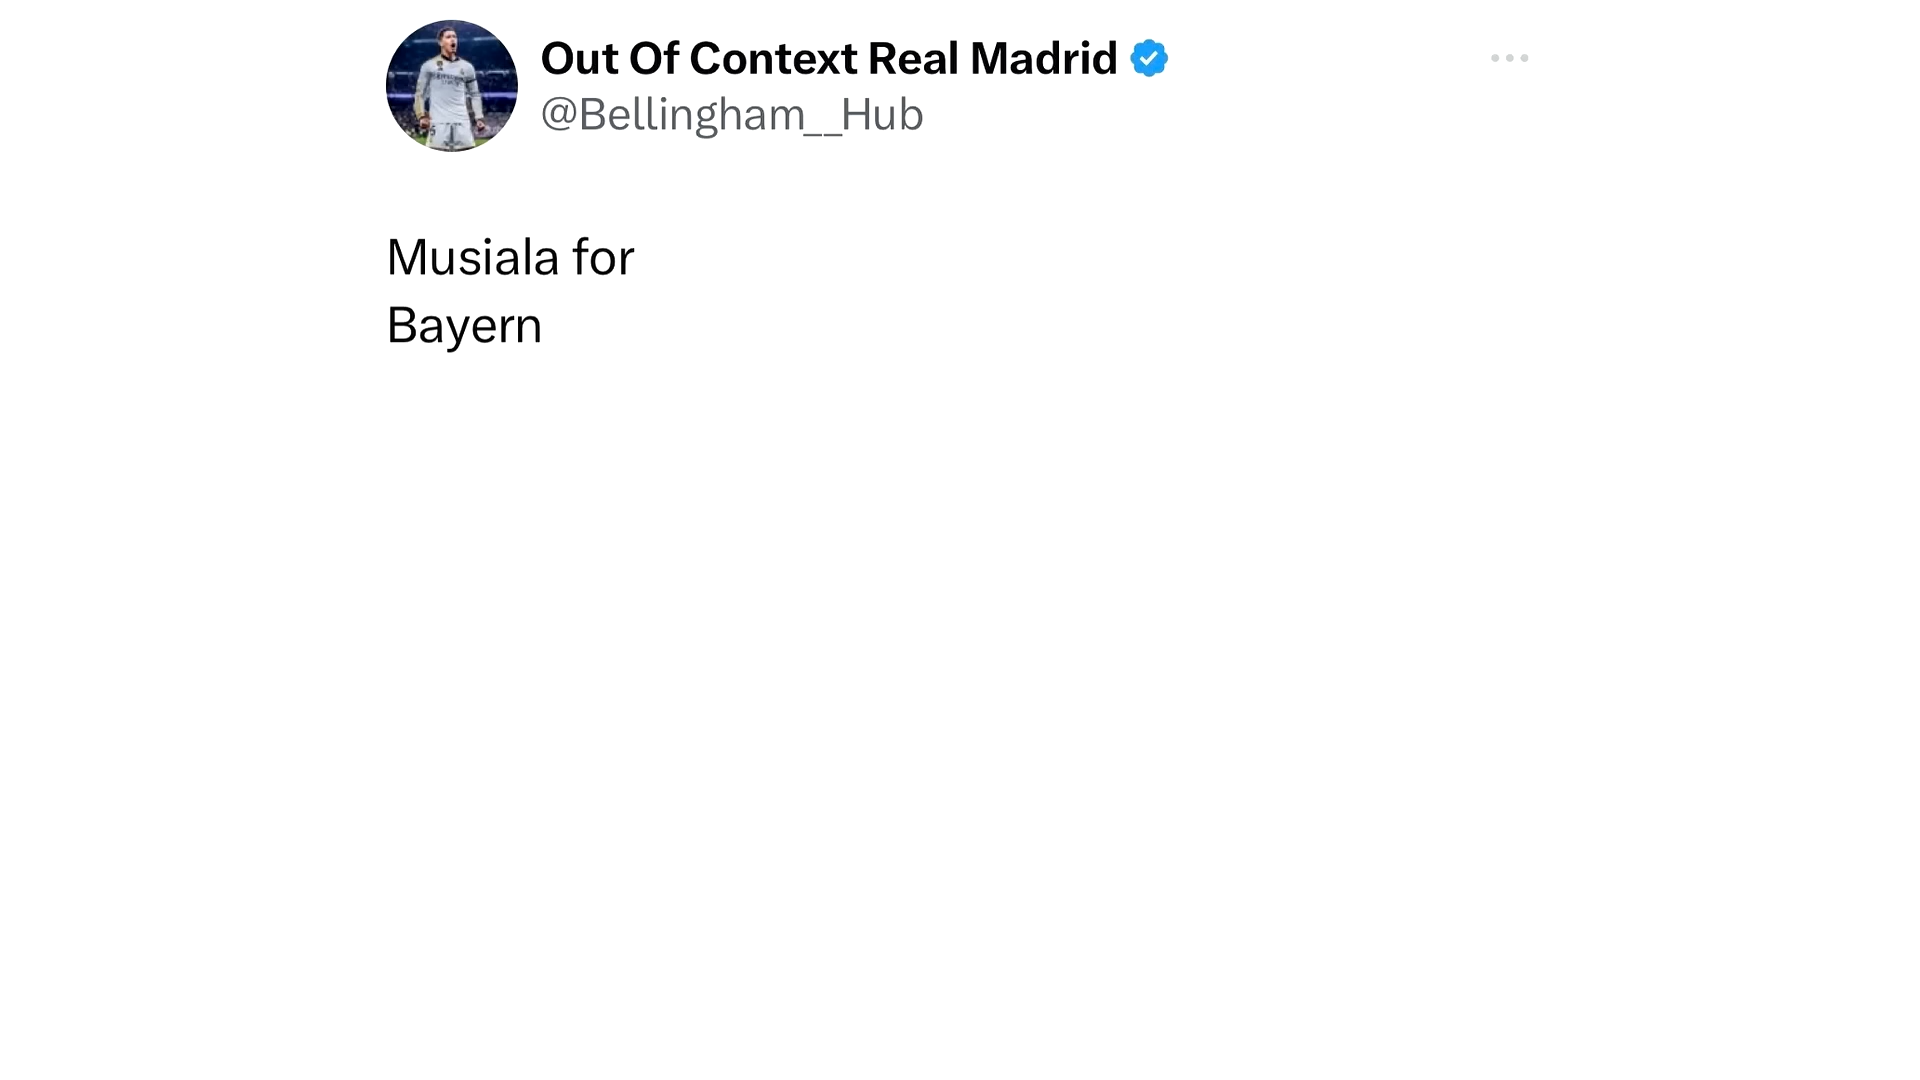 Out Of Context Real Madrid
@Bellingham__Hub
Musiala for
Bayern